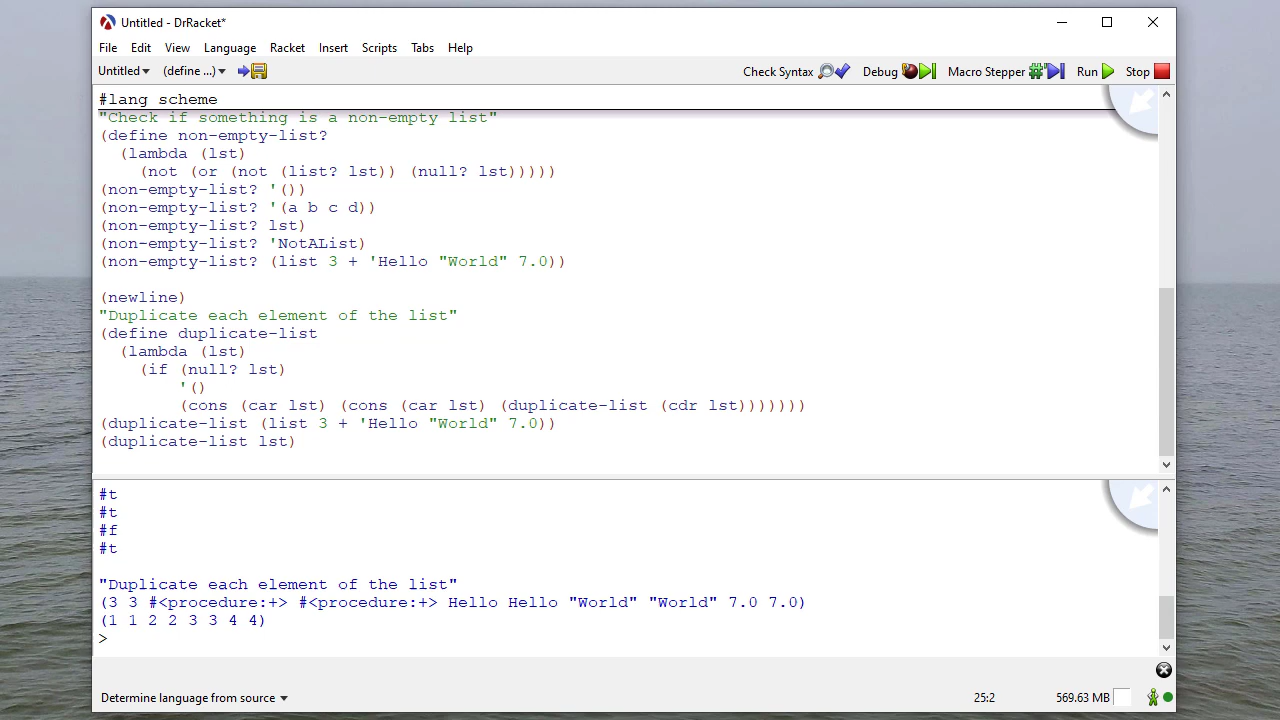 Untitled - DrRacket*
File Edit View Language Racket Insert Scripts Tabs Help
Untitled (define ...) Check Syntax Debug Macro Stepper Run Stop
#lang scheme
"Check if something is a non-empty list"
(define non-empty-list?
(lambda (lst)
(not (or (not (list? lst)) (null? lst)))))
(non-empty-list? '())
(non-empty-list? '(a b c d))
(non-empty-list? lst)
(non-empty-list? 'NotAList)
(non-empty-list? (list 3 + 'Hello "World" 7.0))
(newline)
"Duplicate each element of the list"
(define duplicate-list
(lambda (lst)
(if (null? lst)
'()
(cons (car lst) (cons (car lst) (duplicate-list (cdr lst)))))))
(duplicate-list (list 3 + 'Hello "World" 7.0))
(duplicate-list lst)
#t
#t
#f
#t
"Duplicate each element of the list"
(3 3 #<procedure:+> #<procedure:+> Hello Hello "World" "World" 7.0 7.0)
(1 1 2 2 3 3 4 4)
>
Determine language from source 25:2 569.63 MB